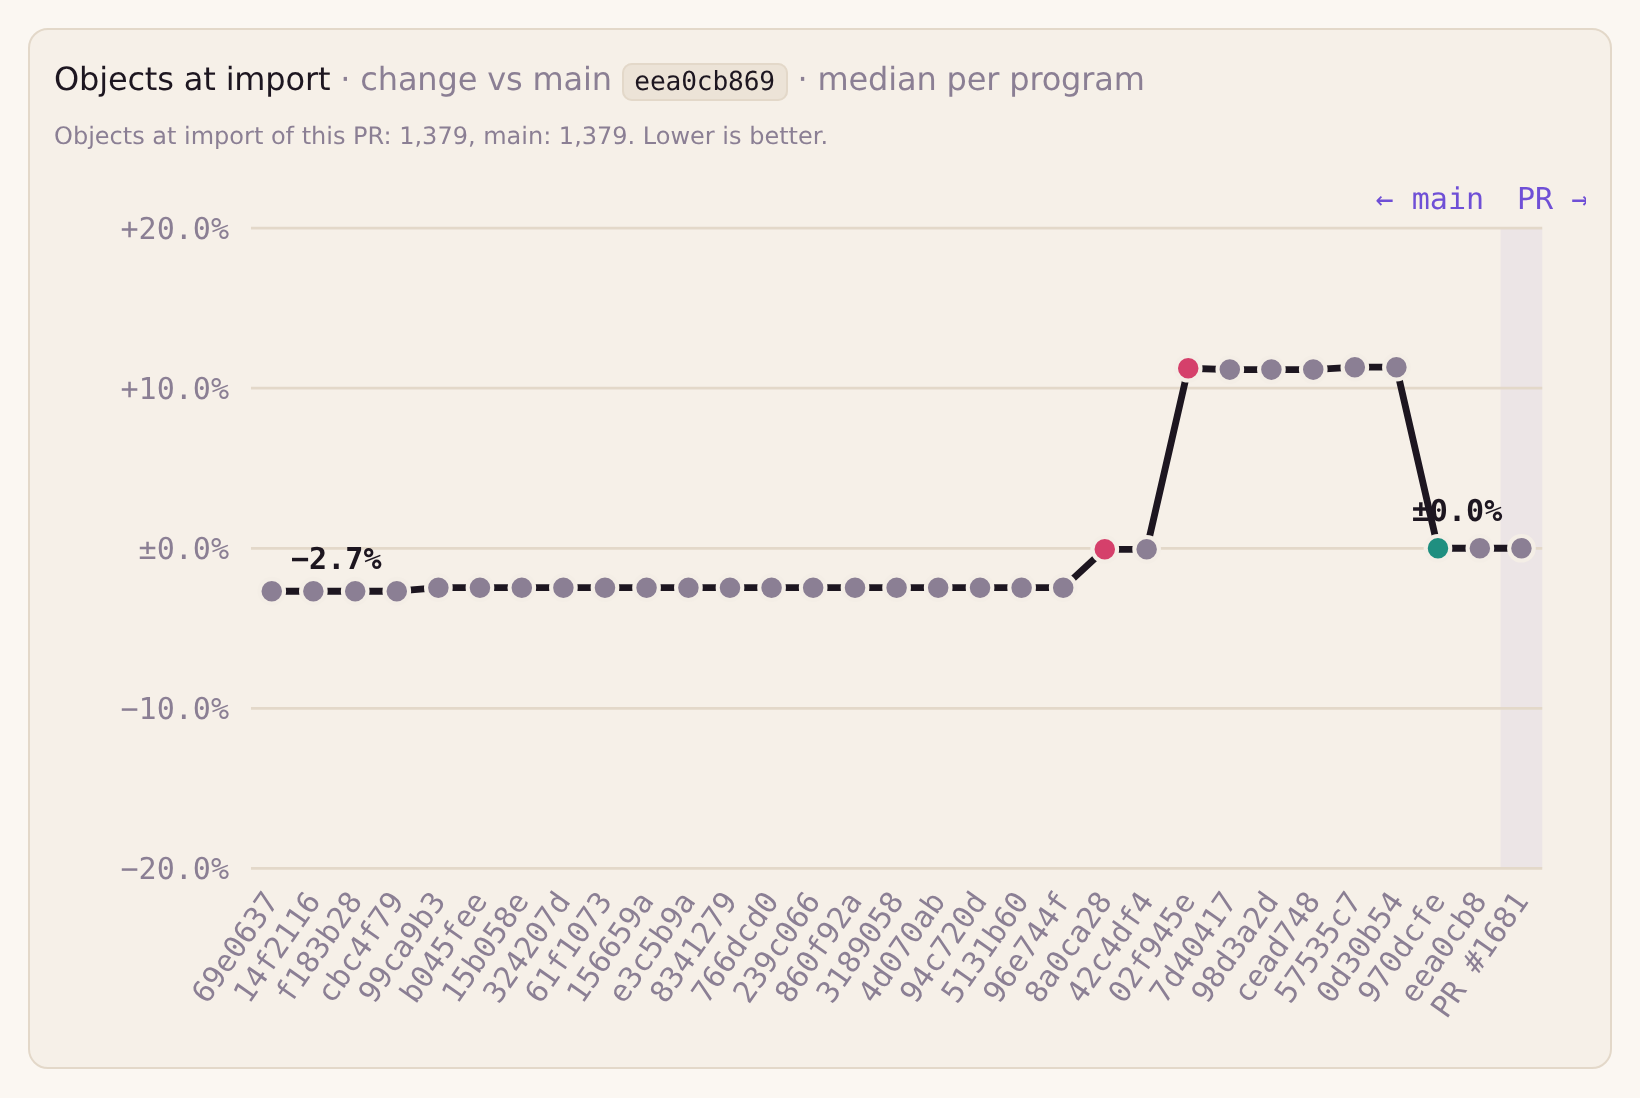 Objects at import · change vs main eea0cb869 · median per program
Objects at import of this PR: 1,379, main: 1,379. Lower is better.
← main PR →
+20.0%
+10.0%
±0.0%
−10.0%
−20.0%
−2.7%
±0.0%
69e0637
14f2116
f183b28
cbc4f79
99ca9b3
b045fee
15b058e
324207d
61f1073
156659a
e3c5b9a
8341279
766dcd0
239c066
860f92a
3189058
4d070ab
94c720d
5131b60
96e744f
8a0ca28
42c4df4
02f945e
7d40417
98d3a2d
cead748
57535c7
0d30b54
970dcfe
eea0cb8
PR #1681